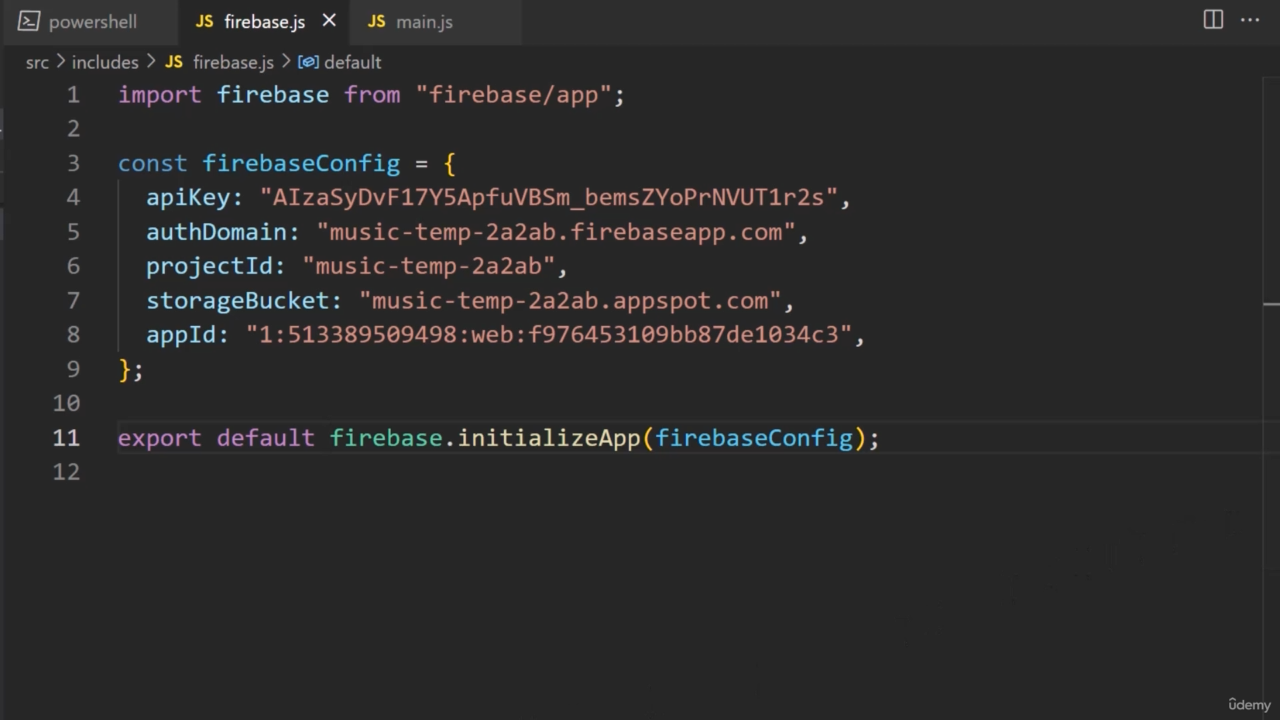 powershell JS firebase.js × JS main.js ...
src > includes > JS firebase.js > default
1 import firebase from "firebase/app";
2
3 const firebaseConfig = {
4 apiKey: "AIzaSyDvF17Y5ApfuVBSm_bemsZYoPrNVUT1r2s",
5 authDomain: "music-temp-2a2ab.firebaseapp.com",
6 projectId: "music-temp-2a2ab",
7 storageBucket: "music-temp-2a2ab.appspot.com",
8 appId: "1:513389509498:web:f976453109bb87de1034c3",
9 };
10
11 export default firebase.initializeApp(firebaseConfig);
12
ûdemy